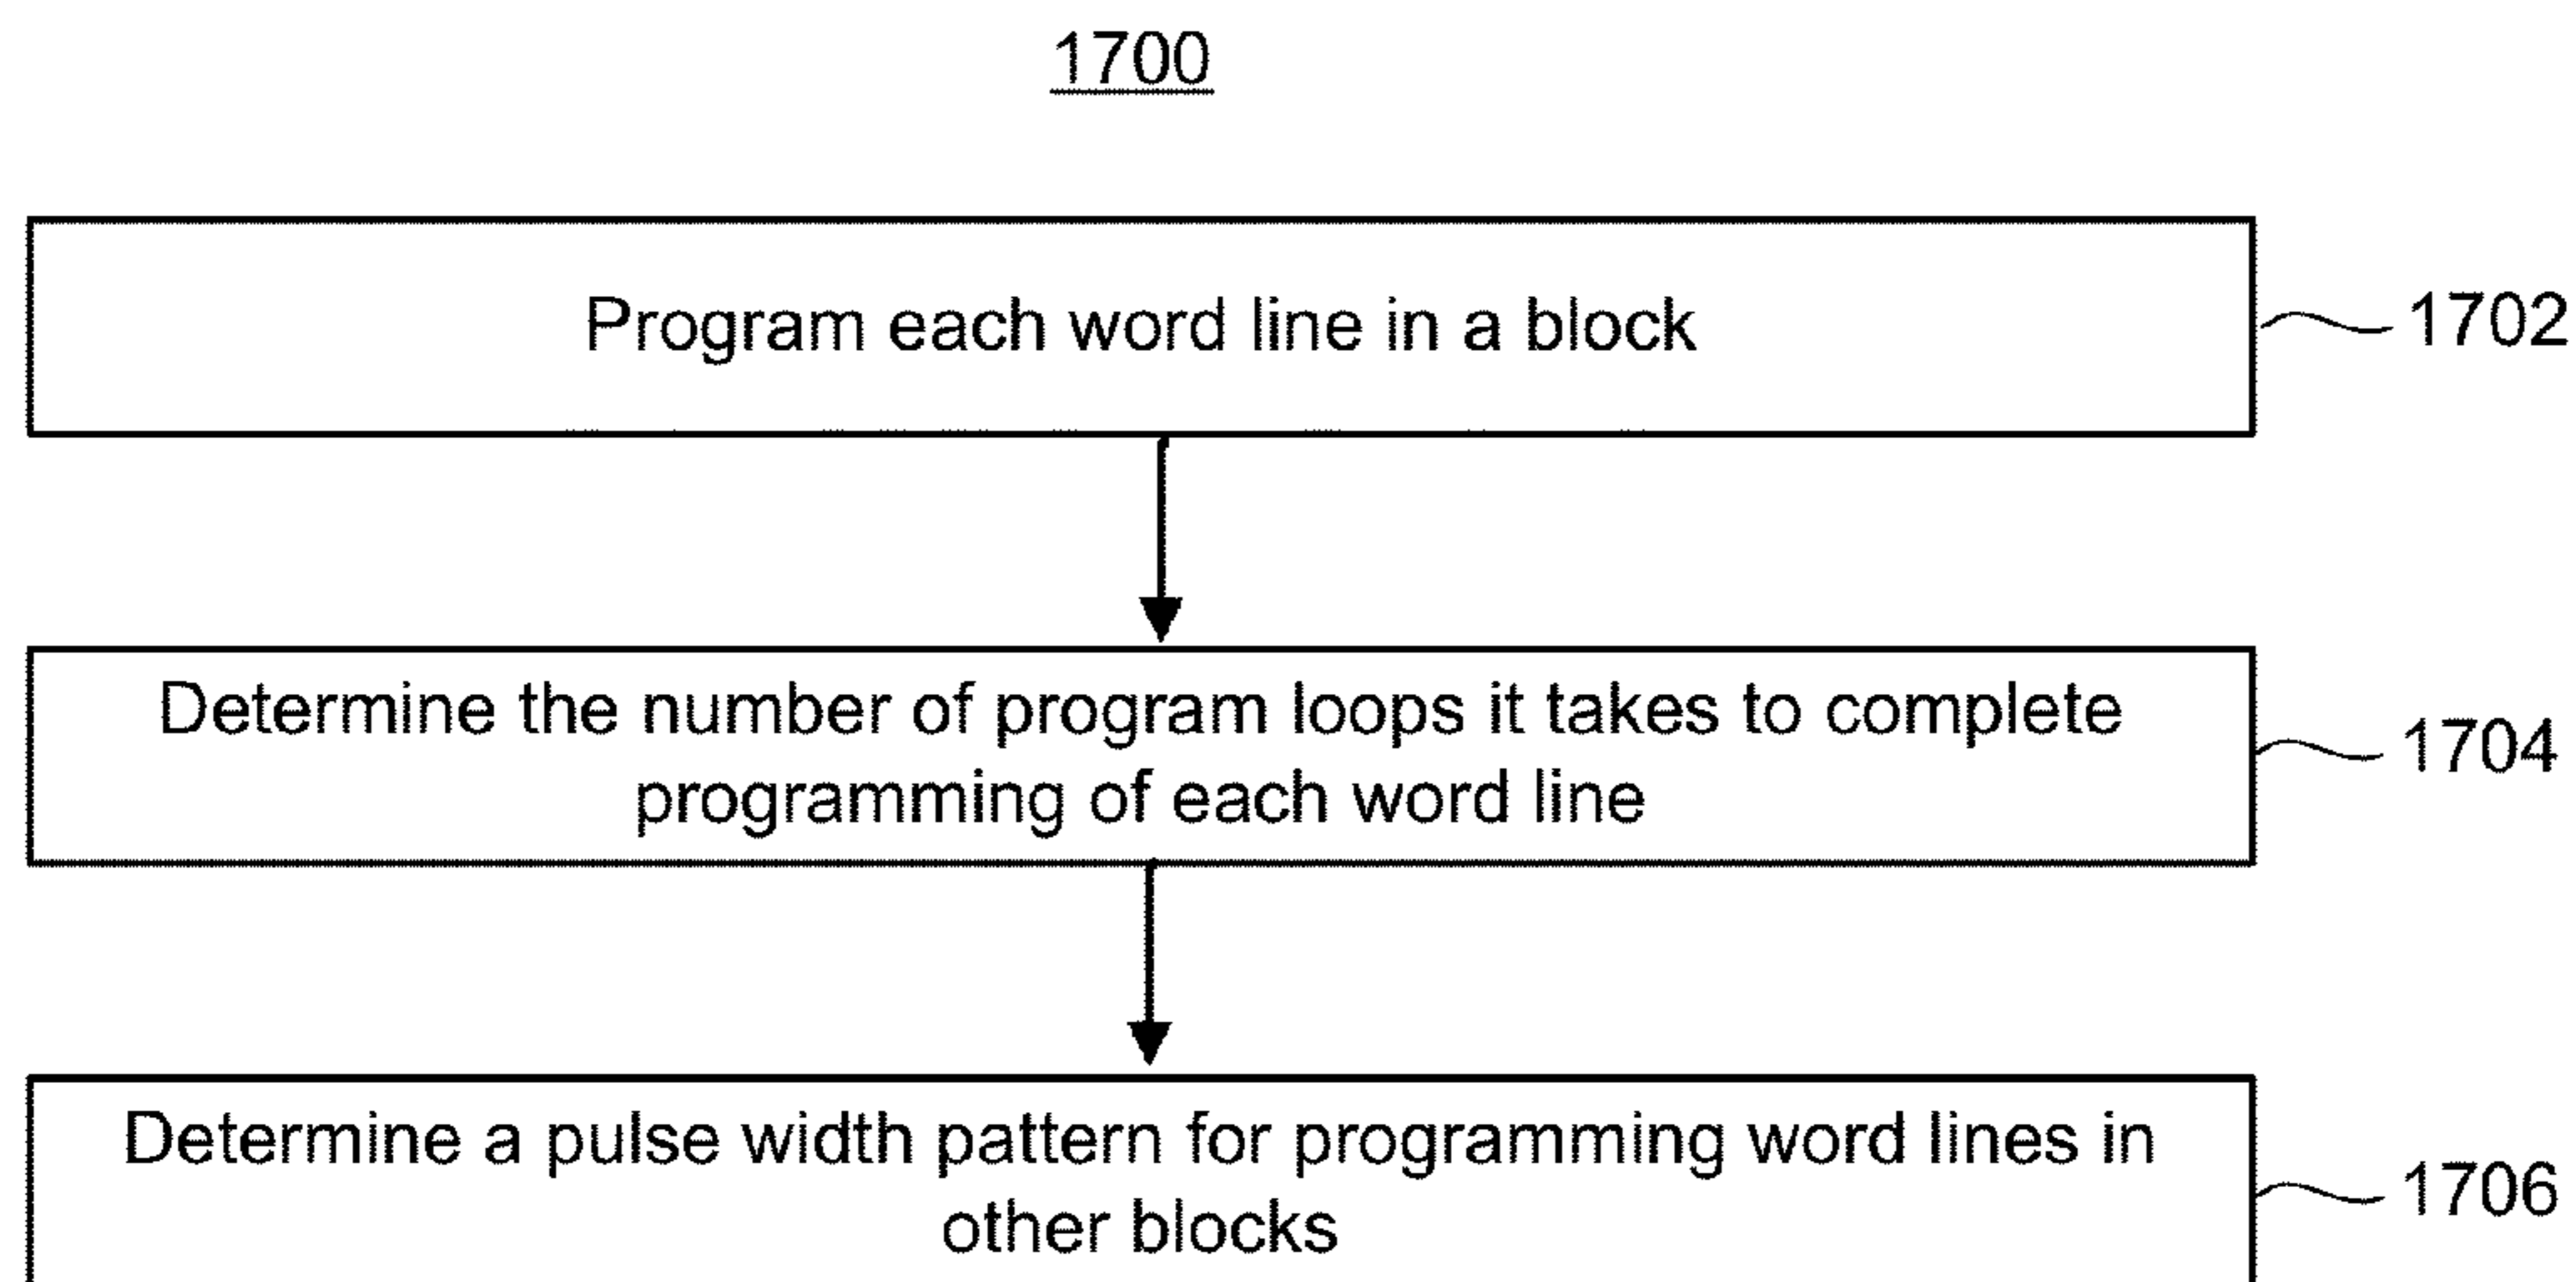 1700
Program each word line in a block
1702
Determine the number of program loops it takes to complete
programming of each word line
1704
Determine a pulse width pattern for programming word lines in
other blocks
1706